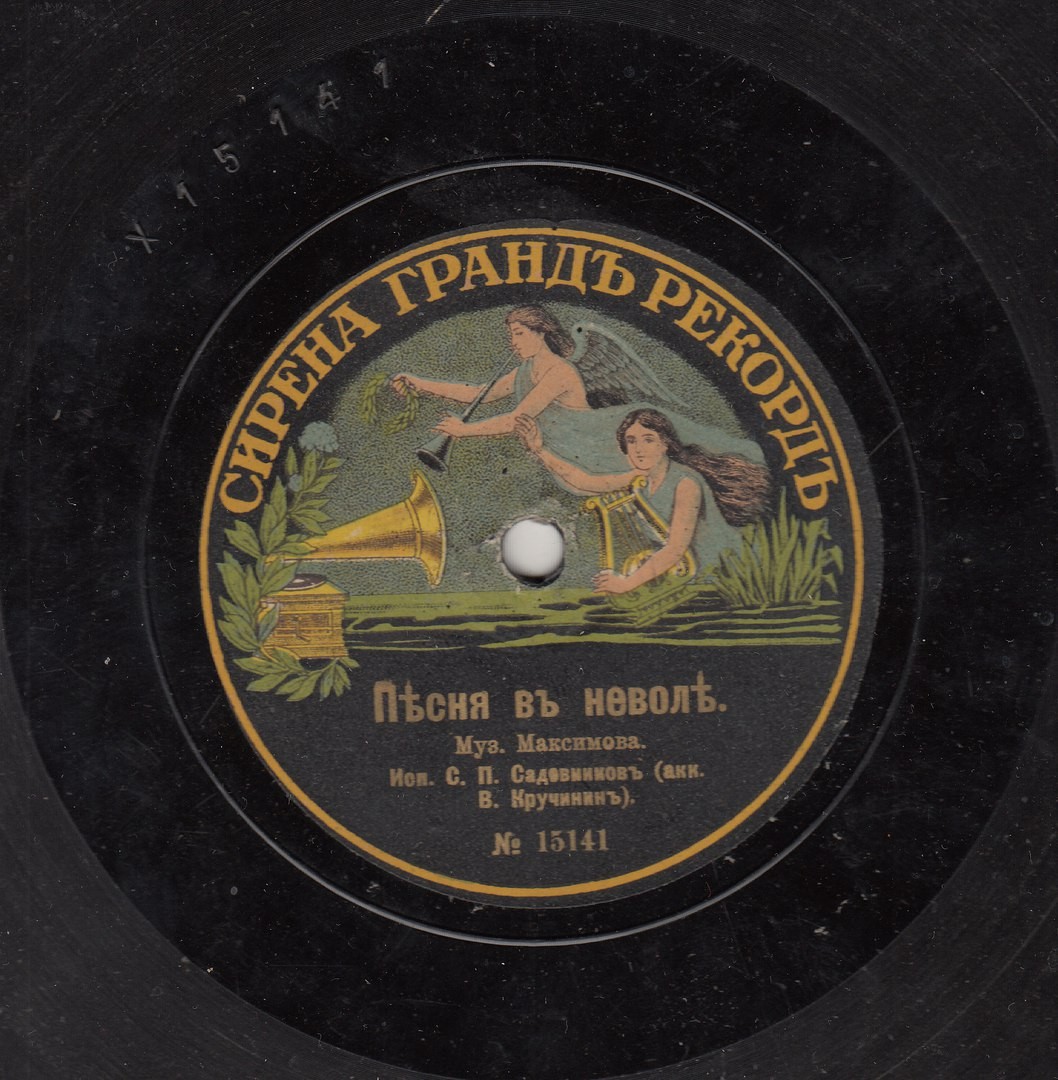 X 15141
СИРЕНА ГРАНДЪ РЕКОРДЪ
Пѣсня въ неволѣ.
Муз. Максимова.
Исп. С. П. Садовниковъ (акк.
В. Кручининъ).
№ 15141